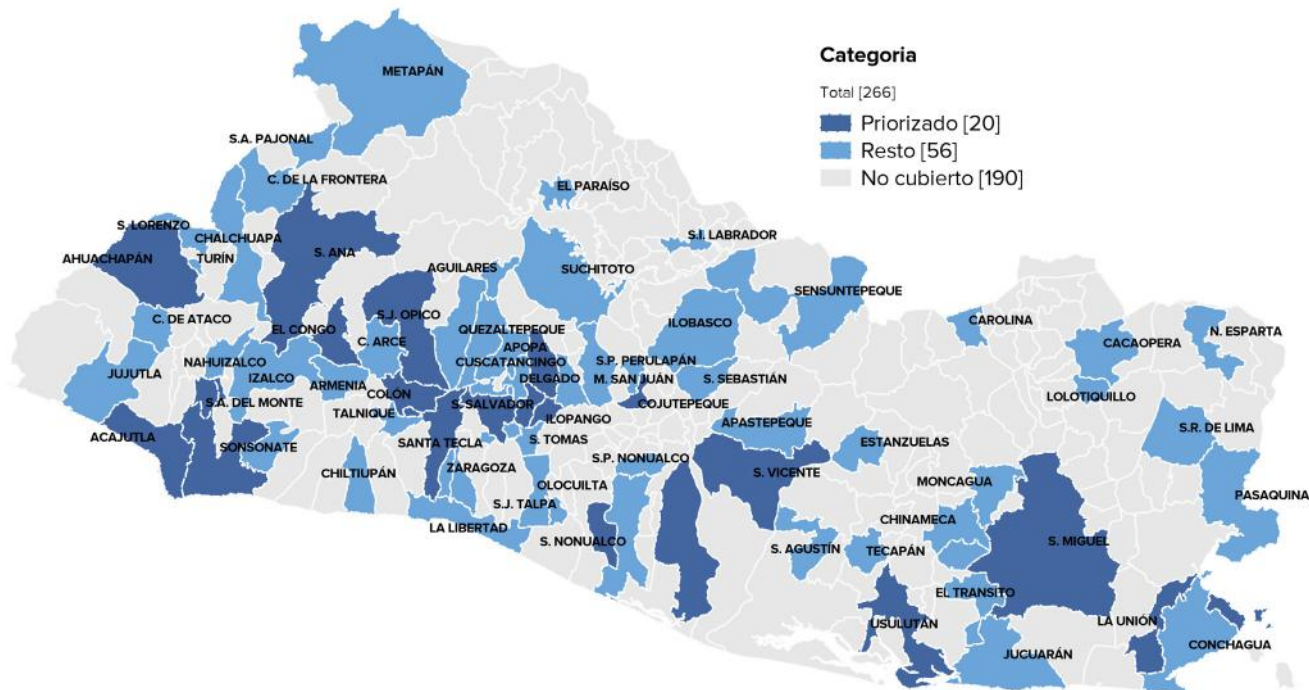 Categoria
Total [266]
Priorizado [20]
Resto [56]
No cubierto [190]
METAPÁN
S.A. PAJONAL
C. DE LA FRONTERA
EL PARAÍSO
S. LORENZO
CHALCHUAPA
S.I. LABRADOR
AHUACHAPÁN
TURÍN
S. ANA
AGUILARES
SUCHITOTO
SENSUNTEPEQUE
C. DE ATACO
EL CONGO
S.J. OPICO
QUEZALTEPEQUE
ILOBASCO
CAROLINA
N. ESPARTA
C. ARCE
APOPA
CACAOPERA
NAHUIZALCO
CUSCATANCINGO
S.P. PERULAPÁN
JUJUTLA
IZALCO
ARMENIA
DELGADO
M. SAN JUÁN
S. SEBASTIÁN
LOLOTIQUILLO
S.A. DEL MONTE
COLÓN
S. SALVADOR
COJUTEPEQUE
TALNIQUE
ILOPANGO
APASTEPEQUE
S.R. DE LIMA
ACAJUTLA
SONSONATE
SANTA TECLA
S. TOMAS
ESTANZUELAS
CHILTIUPÁN
ZARAGOZA
S.P. NONUALCO
S. VICENTE
MONCAGUA
OLOCUILTA
PASAQUINA
S.J. TALPA
LA LIBERTAD
CHINAMECA
S. NONUALCO
S. AGUSTÍN
TECAPÁN
S. MIGUEL
EL TRANSITO
USULUTÁN
LA UNIÓN
CONCHAGUA
JUCUARÁN